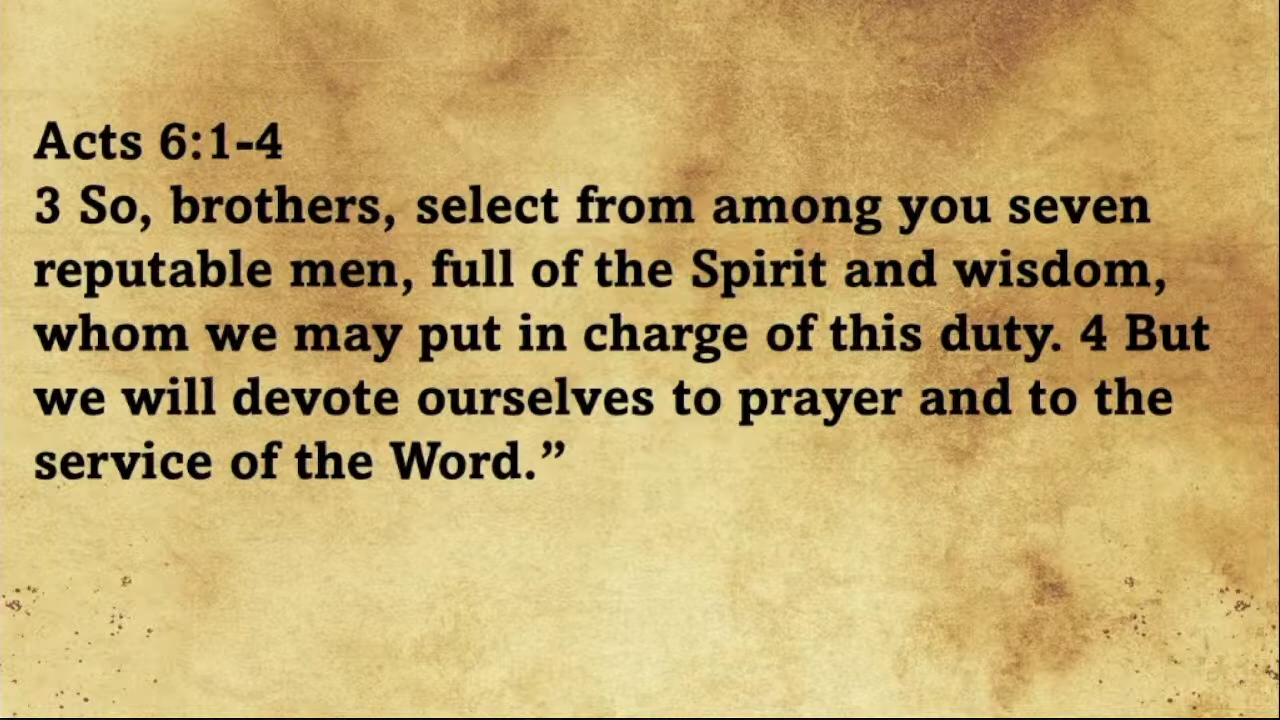 Acts 6:1-4
3 So, brothers, select from among you seven
reputable men, full of the Spirit and wisdom,
whom we may put in charge of this duty. 4 But
we will devote ourselves to prayer and to the
service of the Word.”